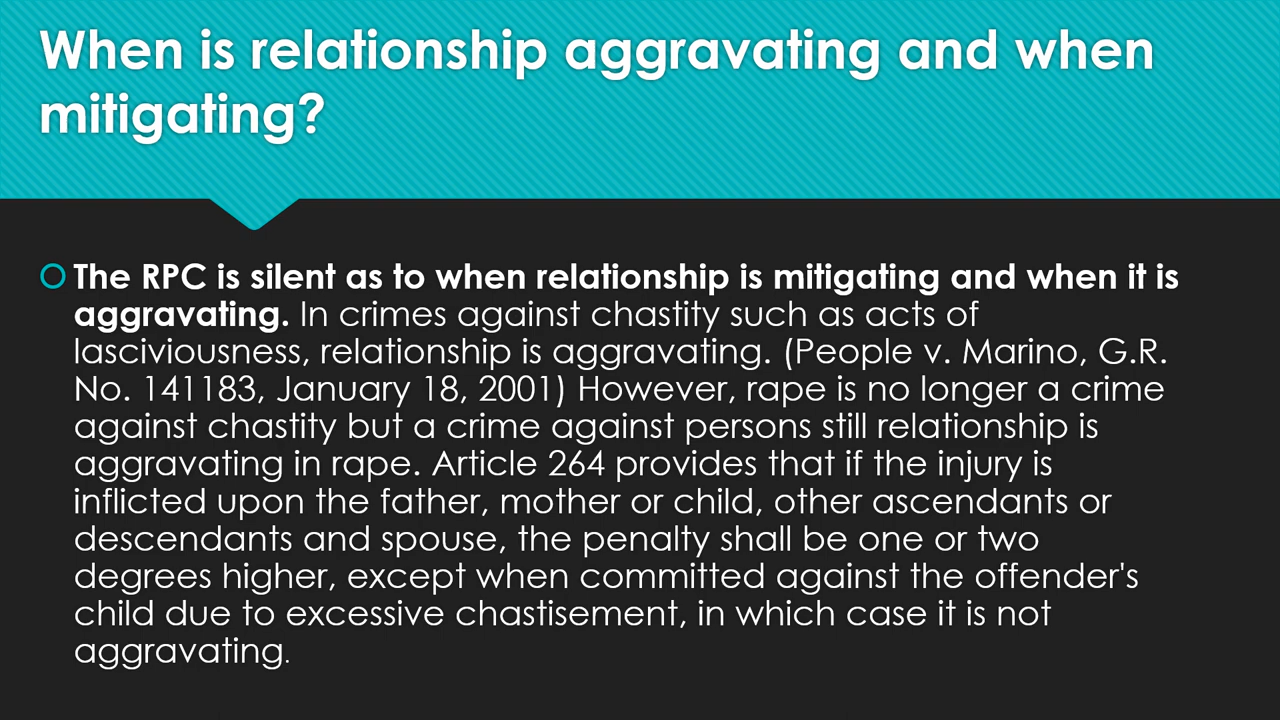 When is relationship aggravating and when
mitigating?
The RPC is silent as to when relationship is mitigating and when it is
aggravating. In crimes against chastity such as acts of
lasciviousness, relationship is aggravating. (People v. Marino, G.R.
No. 141183, January 18, 2001) However, rape is no longer a crime
against chastity but a crime against persons still relationship is
aggravating in rape. Article 264 provides that if the injury is
inflicted upon the father, mother or child, other ascendants or
descendants and spouse, the penalty shall be one or two
degrees higher, except when committed against the offender's
child due to excessive chastisement, in which case it is not
aggravating.